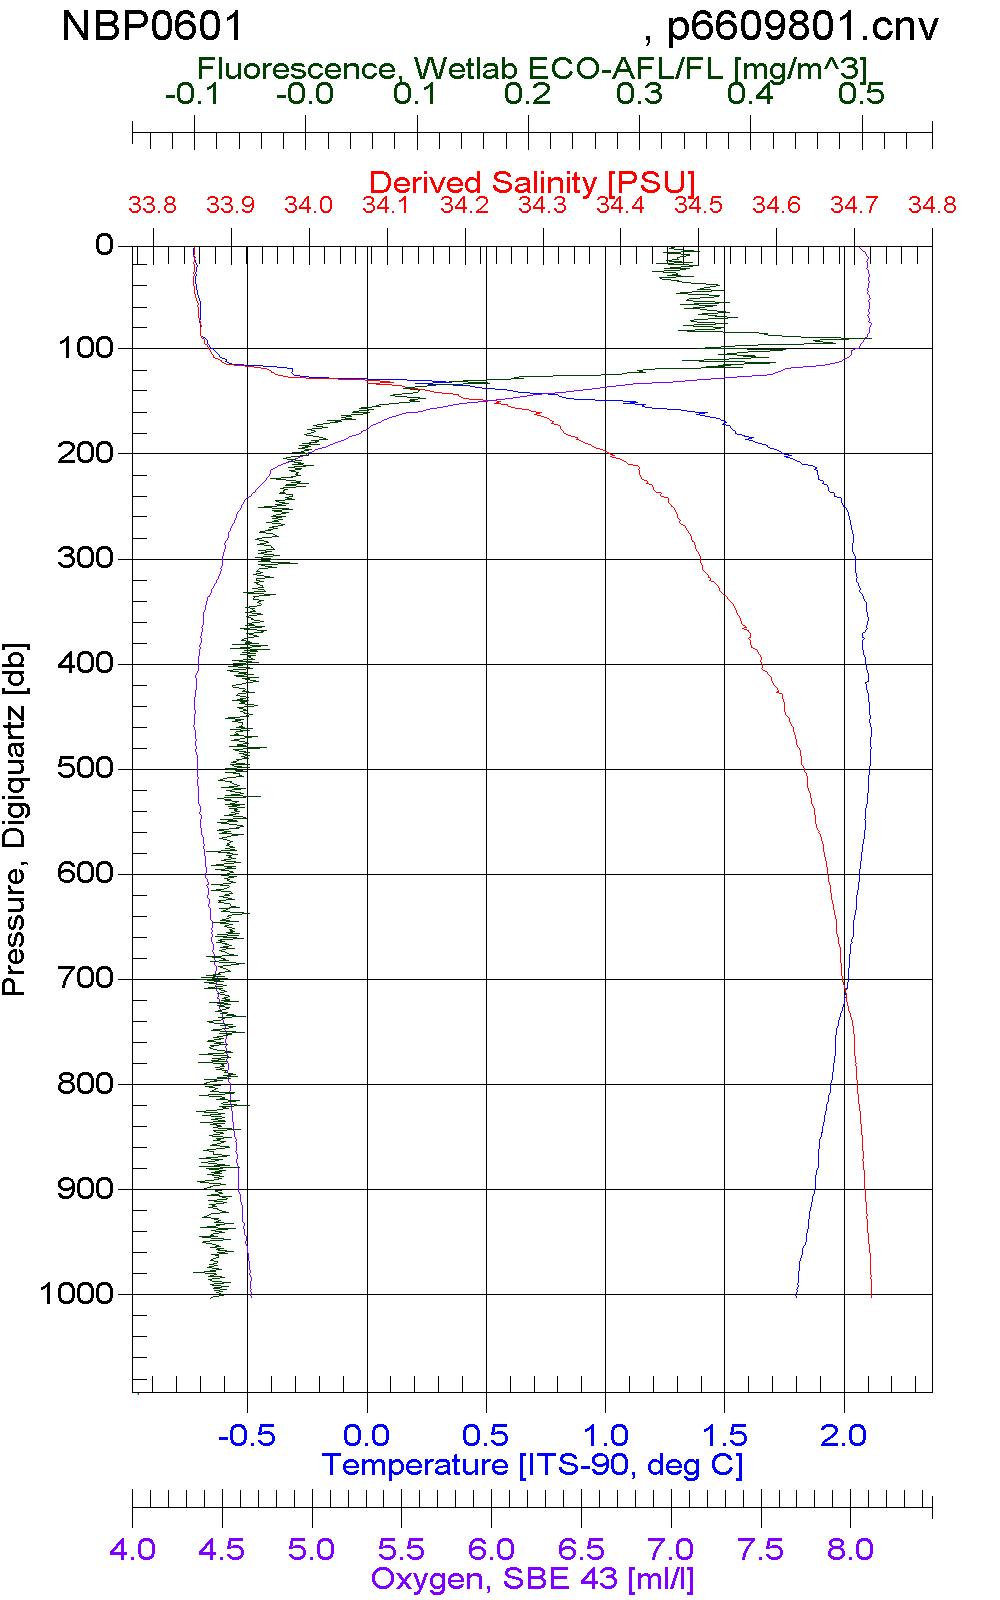 NBP0601 , p6609801.cnv
Fluorescence, Wetlab ECO-AFL/FL [mg/m^3]
-0.1 -0.0 0.1 0.2 0.3 0.4 0.5
Derived Salinity [PSU]
33.8 33.9 34.0 34.1 34.2 34.3 34.4 34.5 34.6 34.7 34.8
0
100
200
300
400
500
600
700
800
900
1000
Pressure, Digiquartz [db]
-0.5 0.0 0.5 1.0 1.5 2.0
Temperature [ITS-90, deg C]
4.0 4.5 5.0 5.5 6.0 6.5 7.0 7.5 8.0
Oxygen, SBE 43 [ml/l]